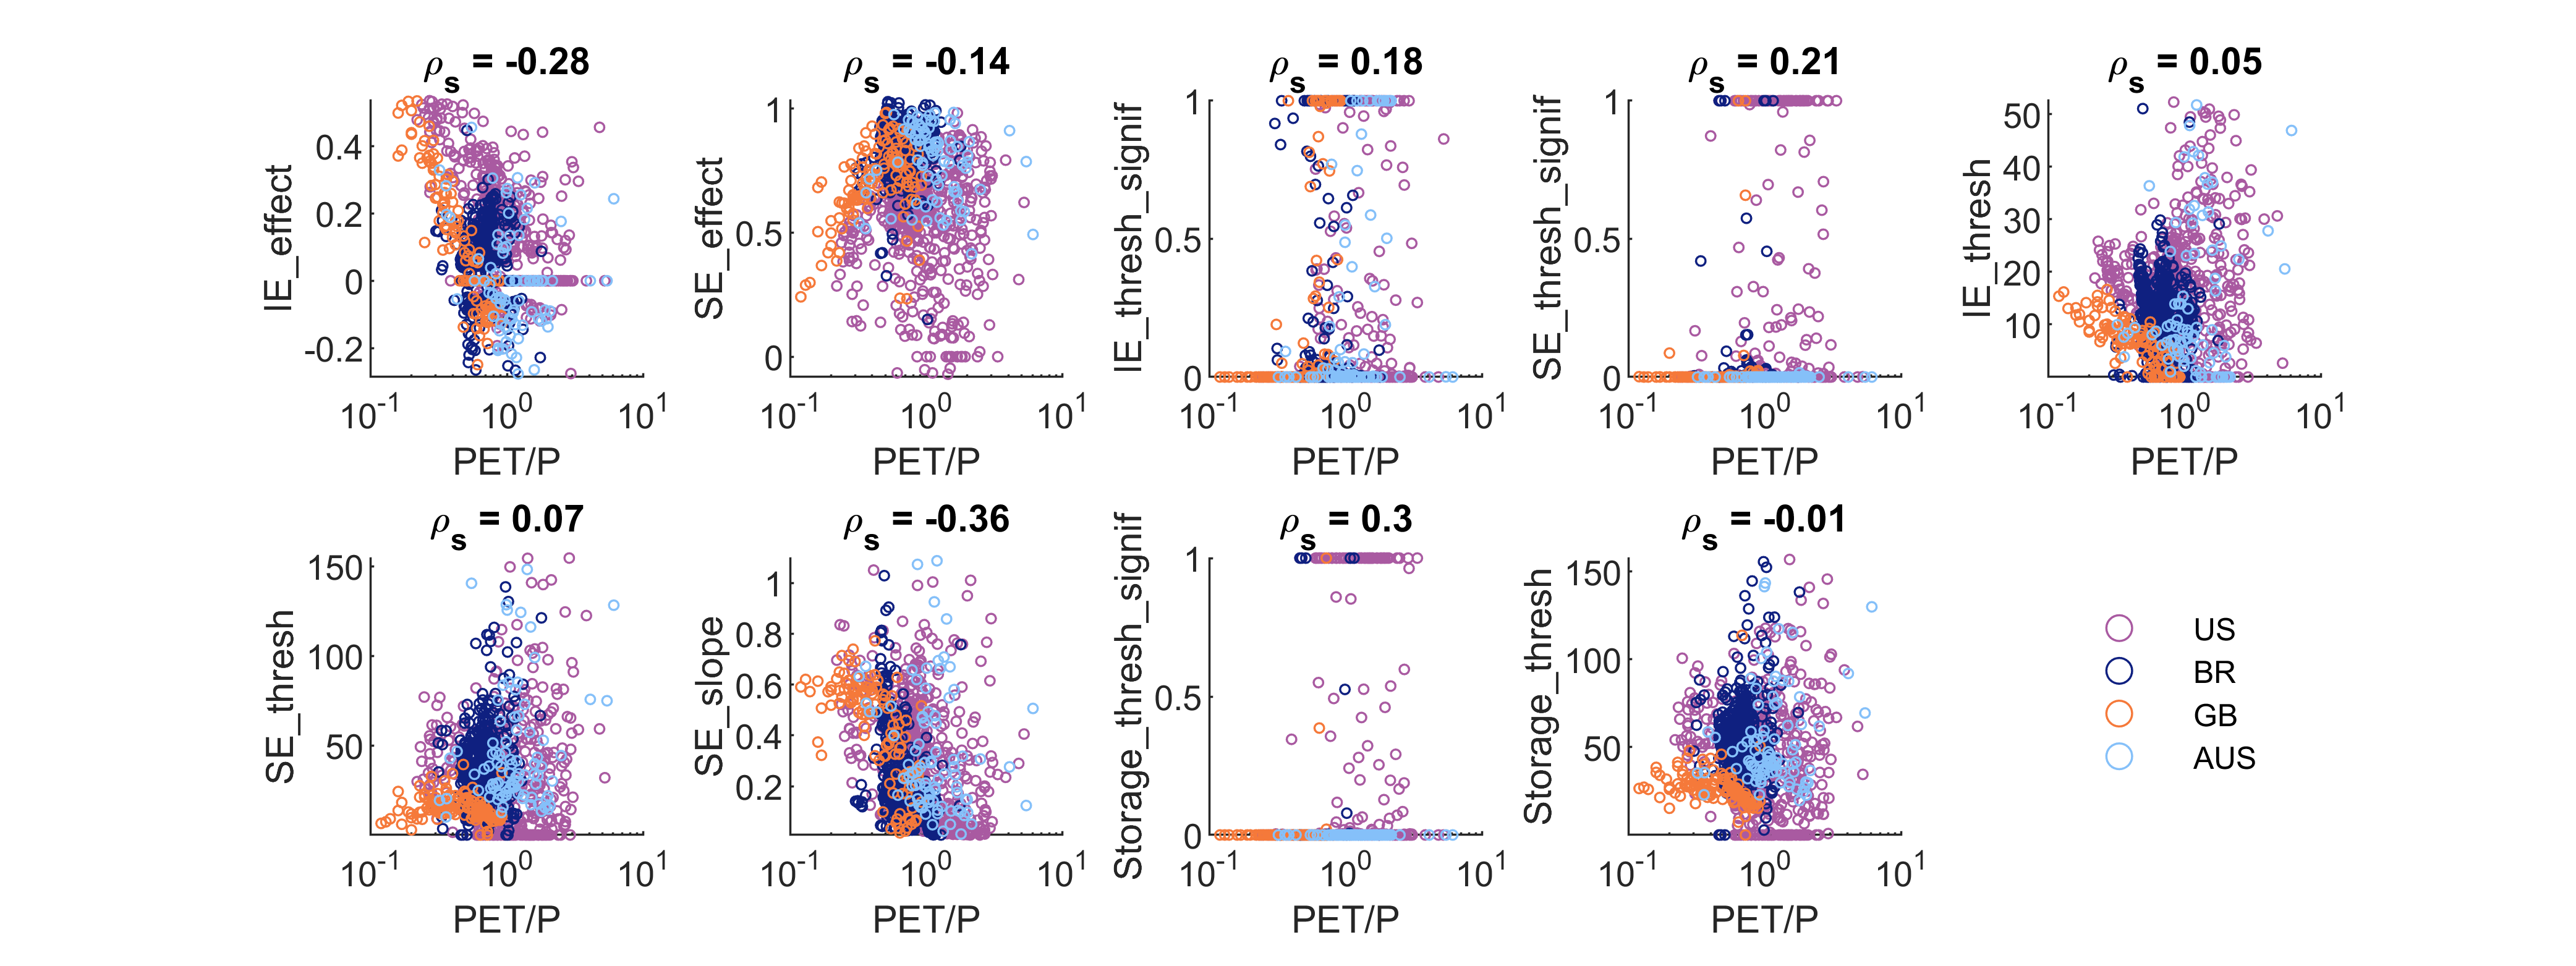 ρs = -0.28
IE_effect
0.4
0.2
0
-0.2
10-1
100
101
PET/P
ρs = -0.14
SE_effect
1
0.5
0
10-1
100
101
PET/P
ρs = 0.18
IE_thresh_signif
1
0.5
0
10-1
100
101
PET/P
ρs = 0.21
SE_thresh_signif
1
0.5
0
10-1
100
101
PET/P
ρs = 0.05
IE_thresh
50
40
30
20
10
10-1
100
101
PET/P
ρs = 0.07
SE_thresh
150
100
50
10-1
100
101
PET/P
ρs = -0.36
SE_slope
1
0.8
0.6
0.4
0.2
10-1
100
101
PET/P
ρs = 0.3
Storage_thresh_signif
1
0.5
0
10-1
100
101
PET/P
ρs = -0.01
Storage_thresh
150
100
50
10-1
100
101
PET/P
US
BR
GB
AUS